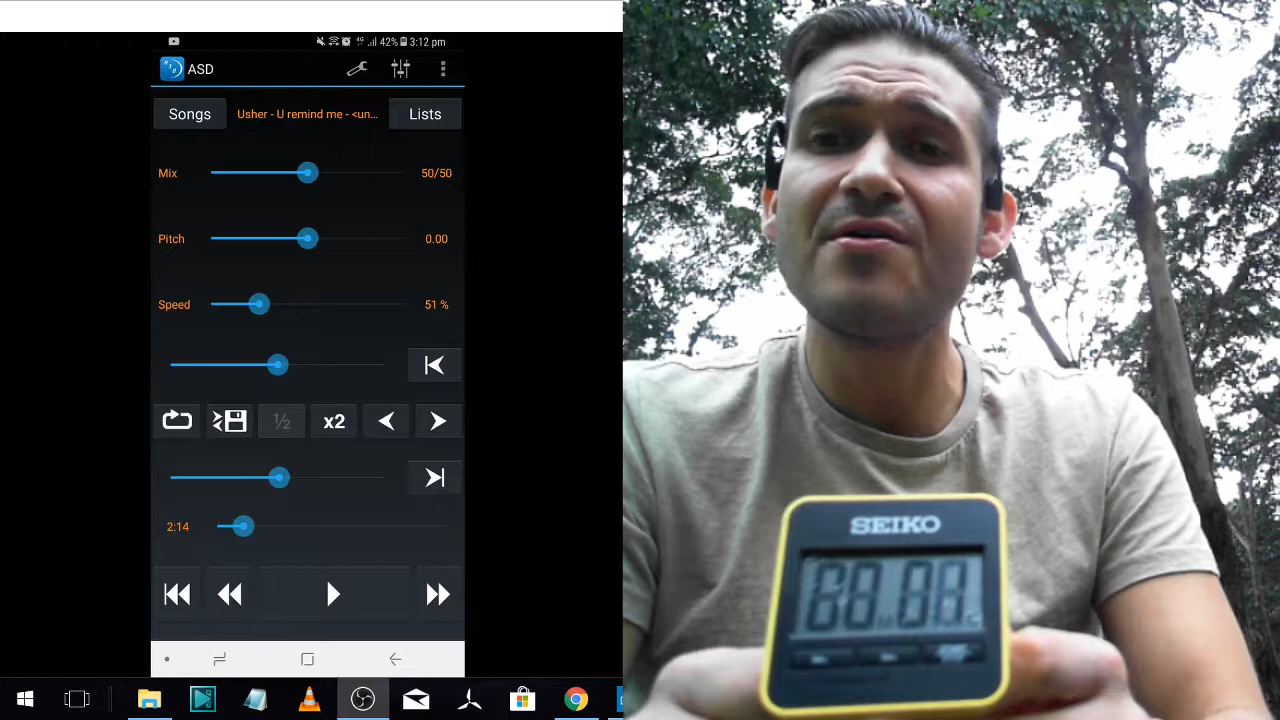 42% 3:12 pm
ASD
Songs Usher - U remind me - <un... Lists
Mix 50/50
Pitch 0.00
Speed 51 %
½ x2
2:14
SEIKO